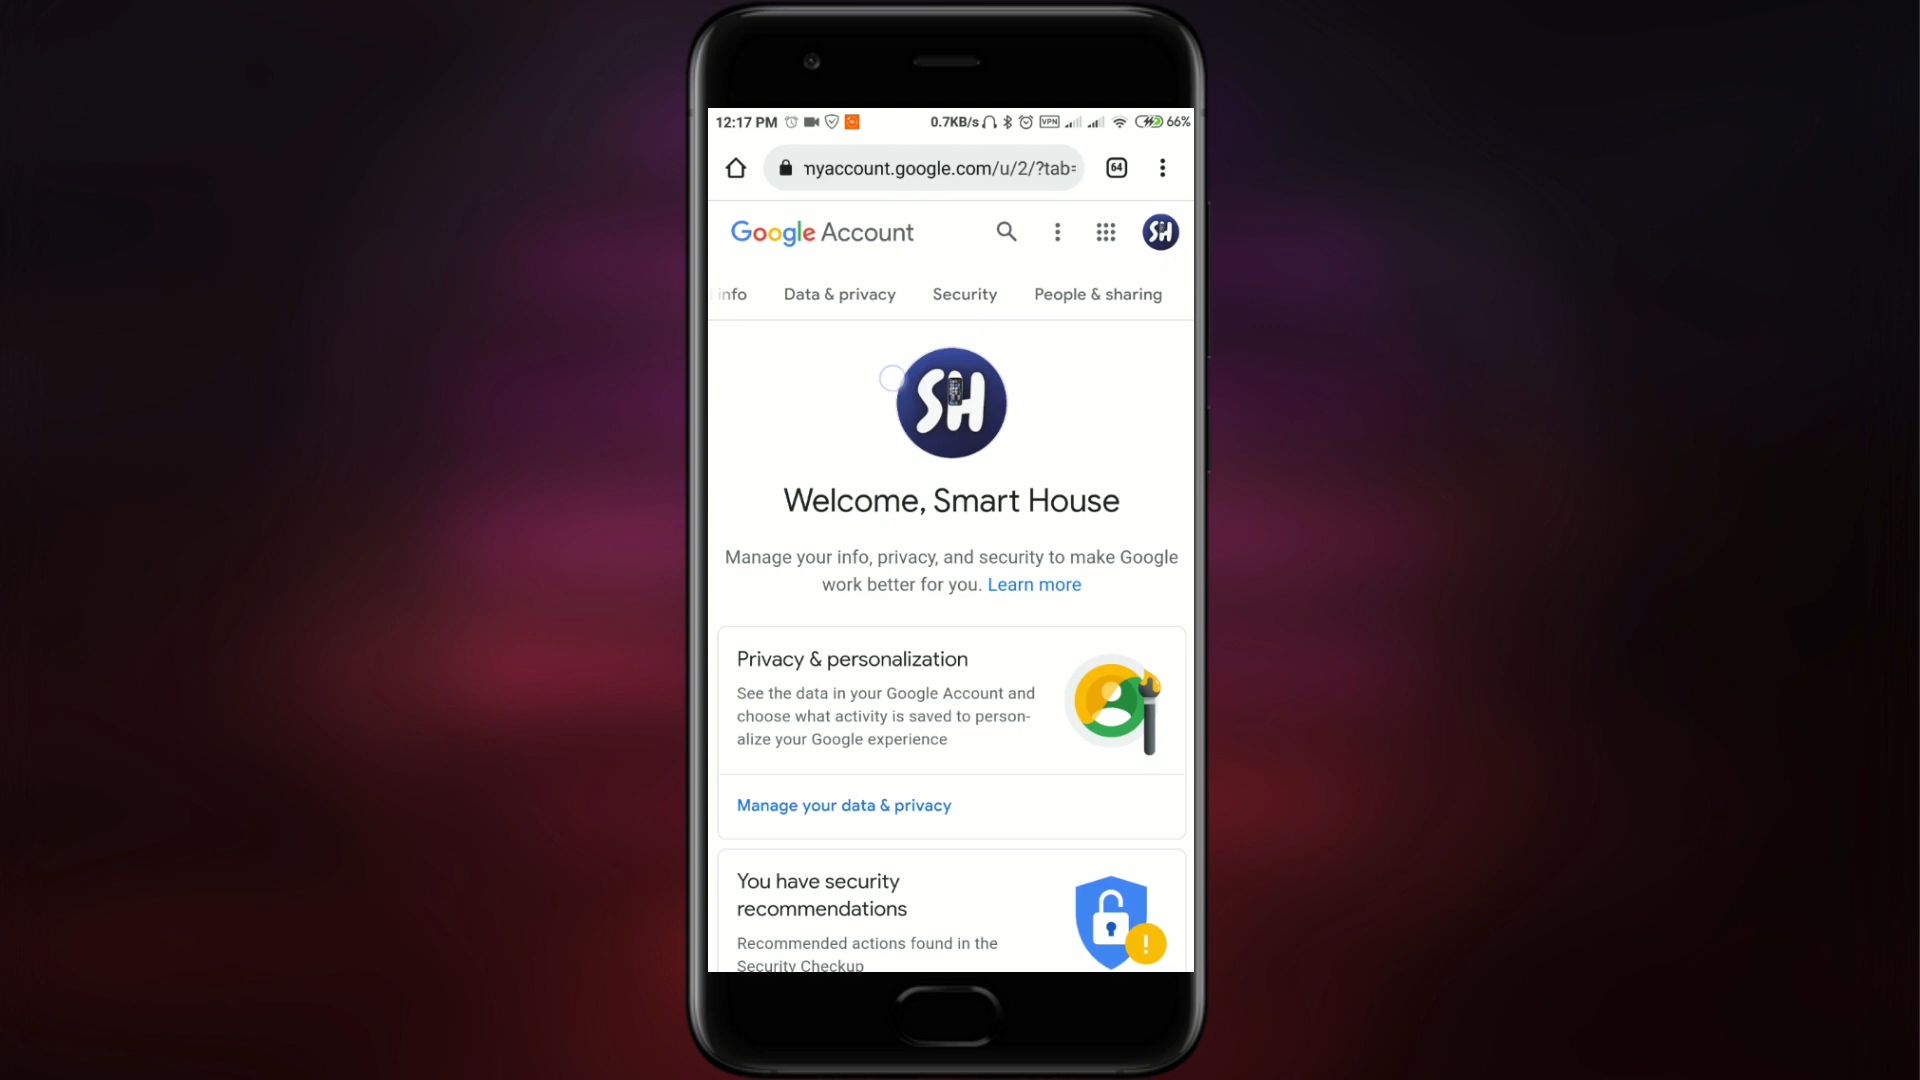 12:17 PM 0.7KB/s VPN 66%
myaccount.google.com/u/2/?tab= 64
Google Account SH
info Data & privacy Security People & sharing
SH
Welcome, Smart House
Manage your info, privacy, and security to make Google
work better for you. Learn more
Privacy & personalization
See the data in your Google Account and
choose what activity is saved to person-
alize your Google experience
Manage your data & privacy
You have security
recommendations
Recommended actions found in the
Security Checkup